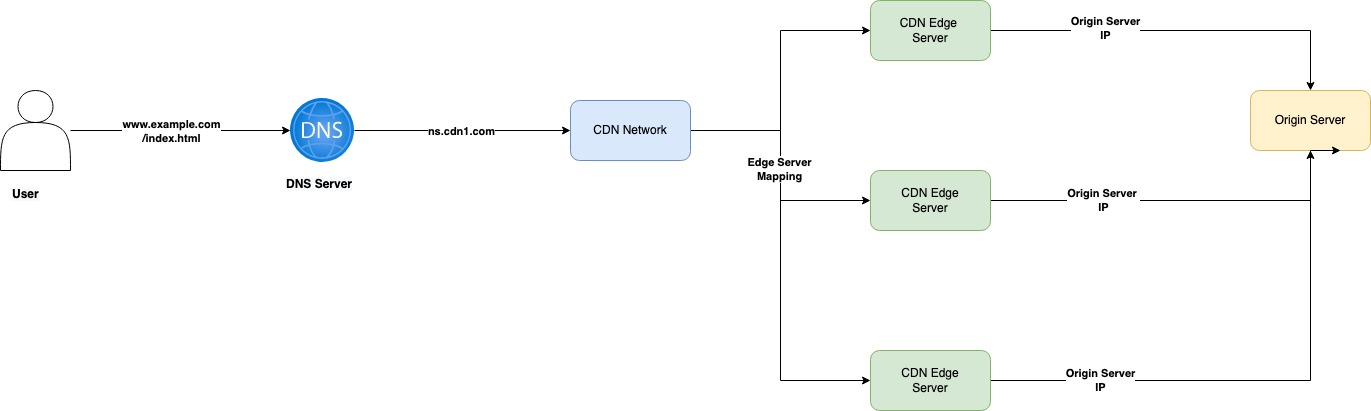 CDN Edge
Server
Origin Server
IP
www.example.com
/index.html
User
DNS
DNS Server
ns.cdn1.com
CDN Network
Edge Server
Mapping
CDN Edge
Server
Origin Server
IP
Origin Server
CDN Edge
Server
Origin Server
IP